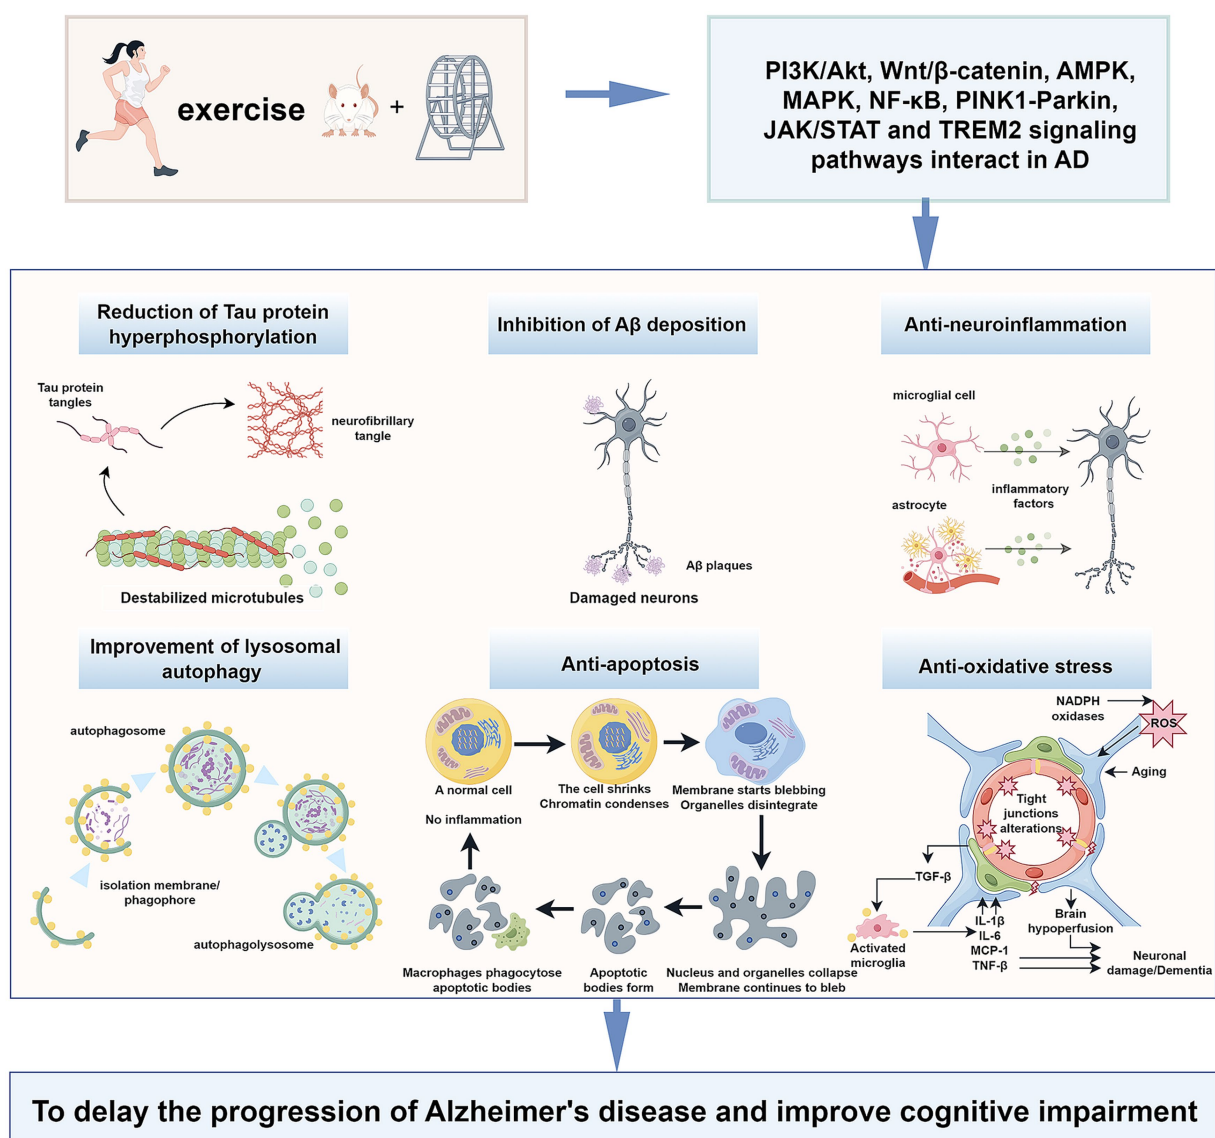 exercise
+
PI3K/Akt, Wnt/β-catenin, AMPK,
MAPK, NF-κB, PINK1-Parkin,
JAK/STAT and TREM2 signaling
pathways interact in AD
Reduction of Tau protein
hyperphosphorylation
Tau protein
tangles
neurofibrillary
tangle
Destabilized microtubules
Inhibition of Aβ deposition
Aβ plaques
Damaged neurons
Anti-neuroinflammation
microglial cell
inflammatory
factors
astrocyte
Improvement of lysosomal
autophagy
autophagosome
isolation membrane/
phagophore
autophagolysosome
Anti-apoptosis
A normal cell
The cell shrinks
Chromatin condenses
Membrane starts blebbing
Organelles disintegrate
No inflammation
Macrophages phagocytose
apoptotic bodies
Apoptotic
bodies form
Nucleus and organelles collapse
Membrane continues to bleb
Anti-oxidative stress
NADPH
oxidases
ROS
Aging
Tight
junctions
alterations
TGF-β
Activated
microglia
IL-1β
IL-6
MCP-1
TNF-β
Brain
hypoperfusion
Neuronal
damage/Dementia
To delay the progression of Alzheimer's disease and improve cognitive impairment